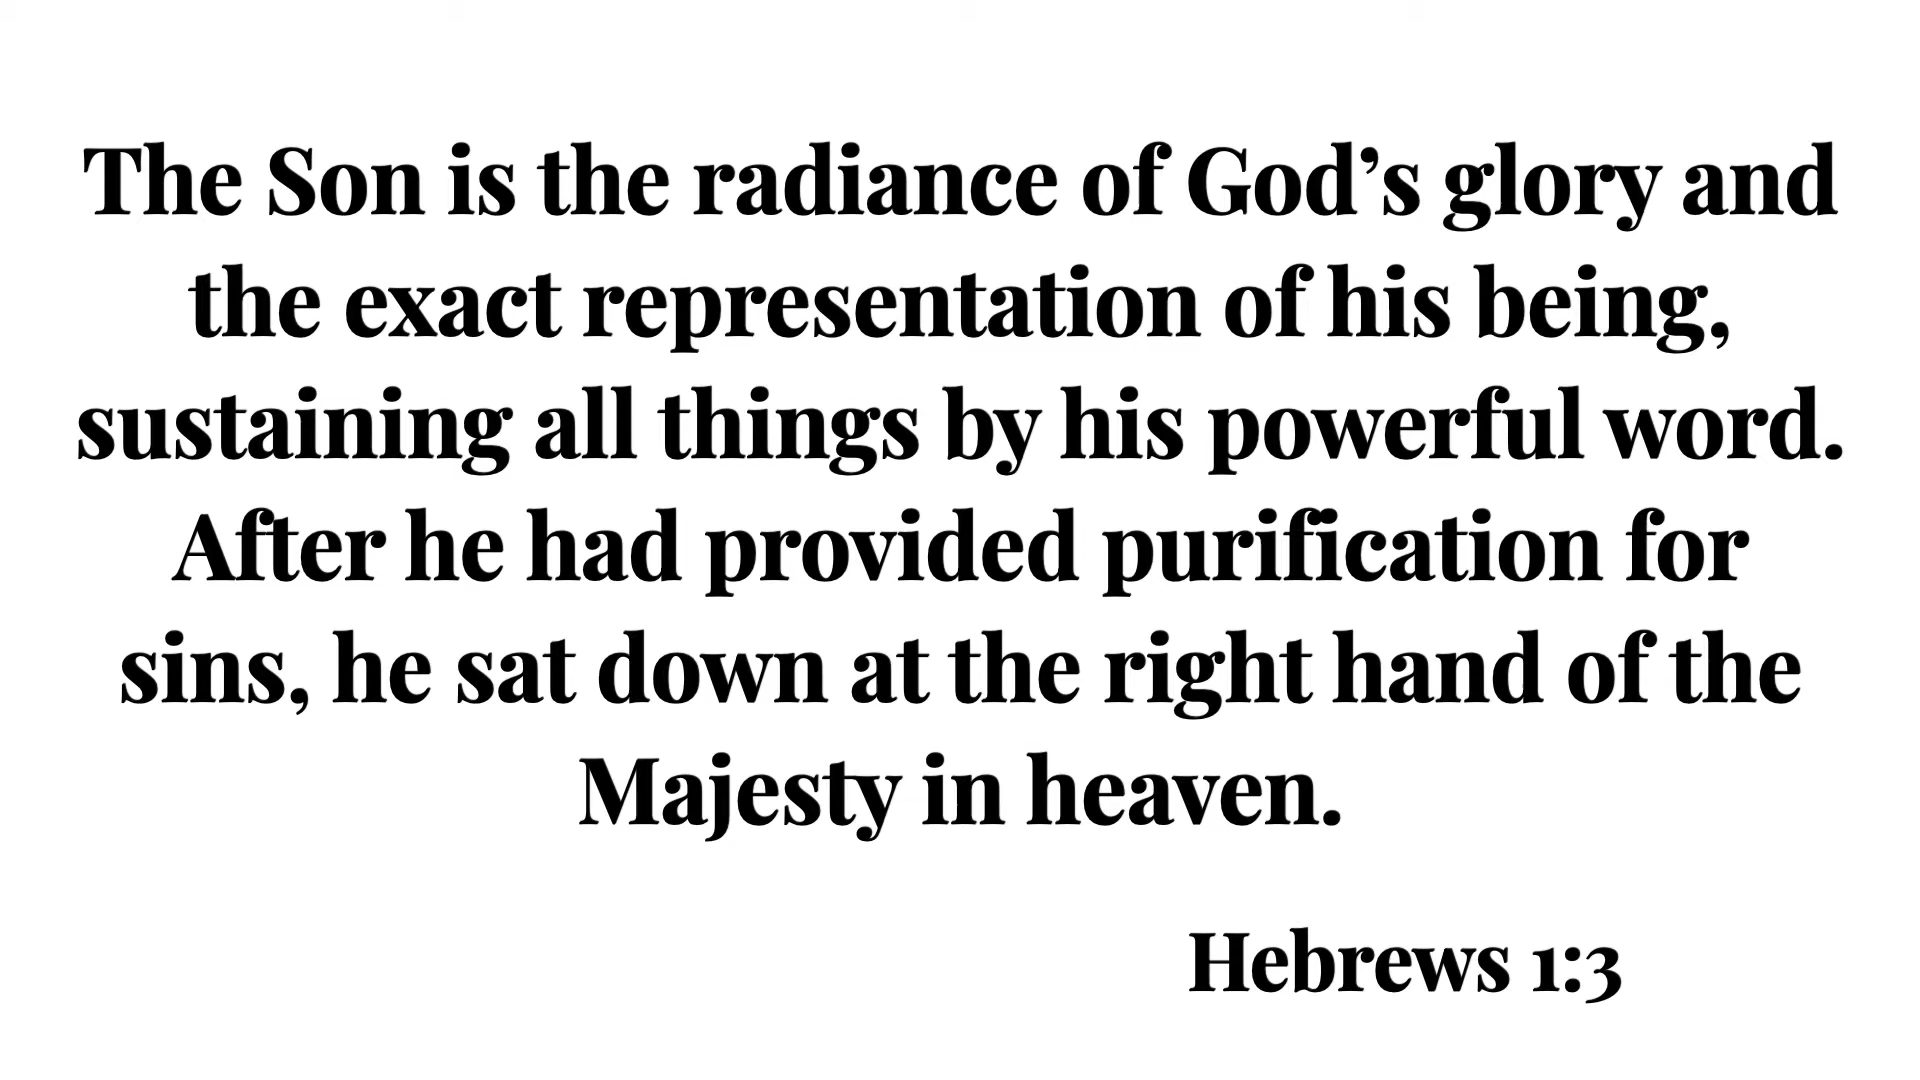 The Son is the radiance of God’s glory and
the exact representation of his being,
sustaining all things by his powerful word.
After he had provided purification for
sins, he sat down at the right hand of the
Majesty in heaven.
Hebrews 1:3